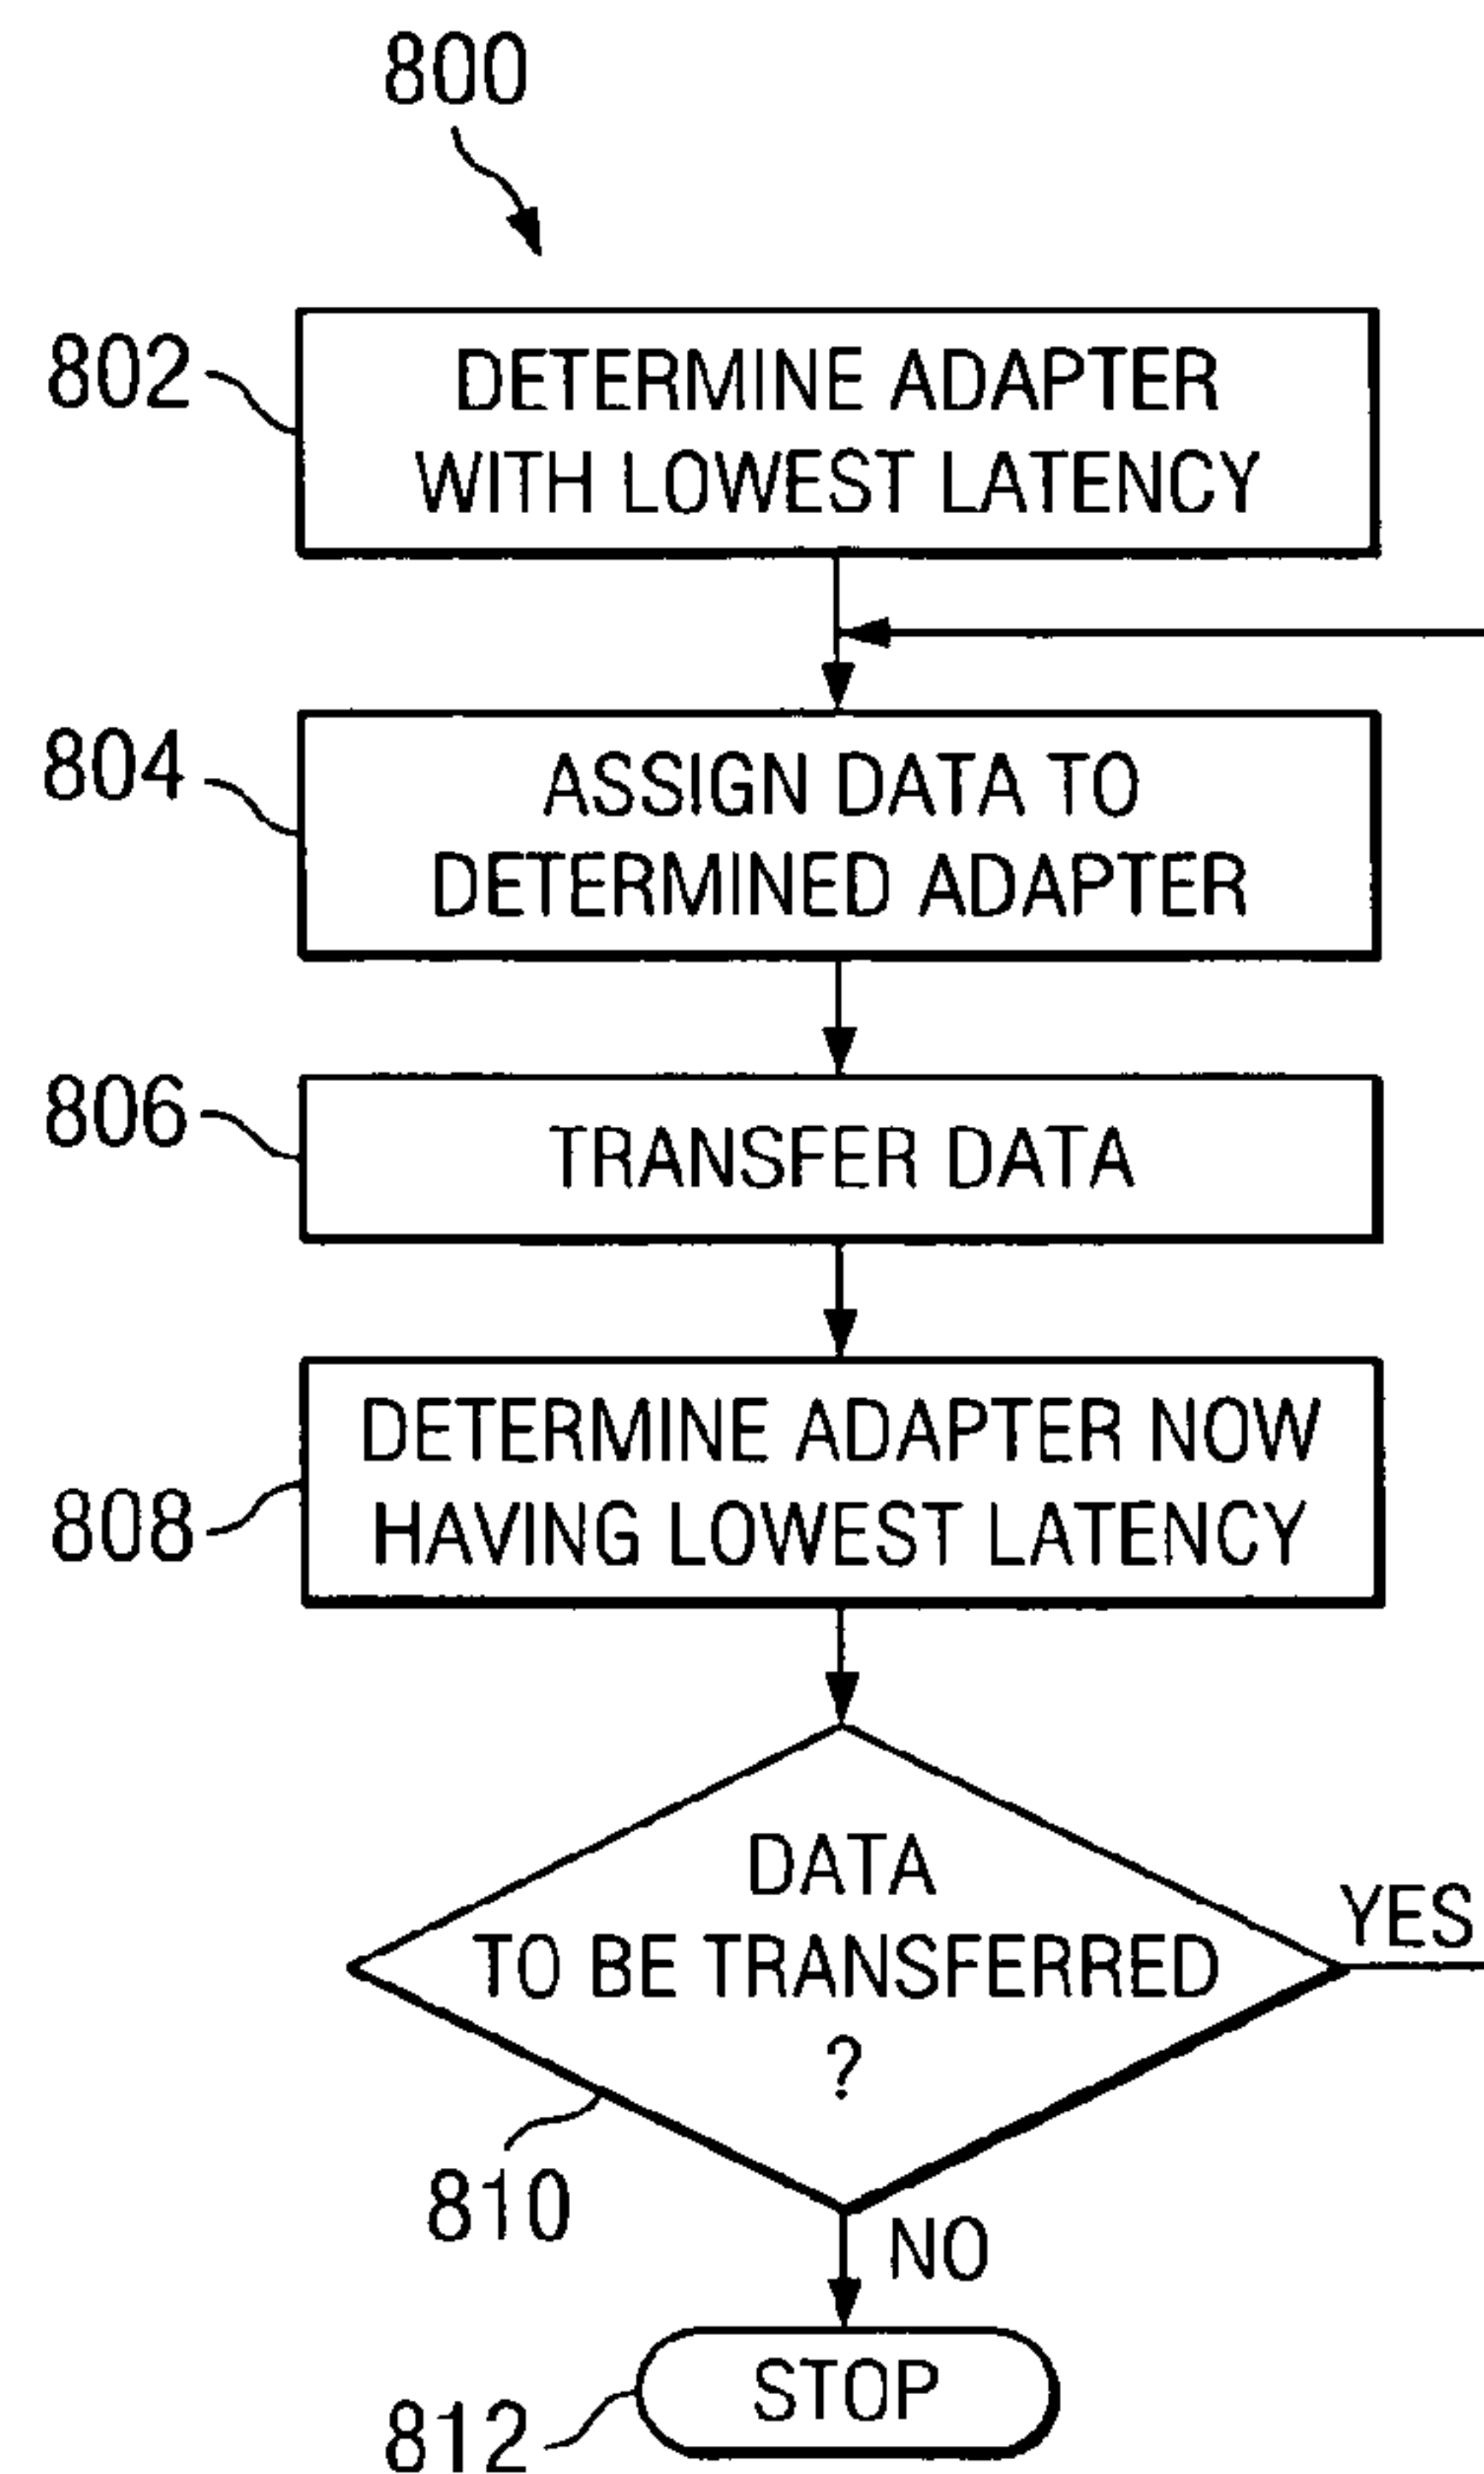 800
802
DETERMINE ADAPTER
WITH LOWEST LATENCY
804
ASSIGN DATA TO
DETERMINED ADAPTER
806
TRANSFER DATA
808
DETERMINE ADAPTER NOW
HAVING LOWEST LATENCY
DATA
TO BE TRANSFERRED
?
YES
810
NO
STOP
812